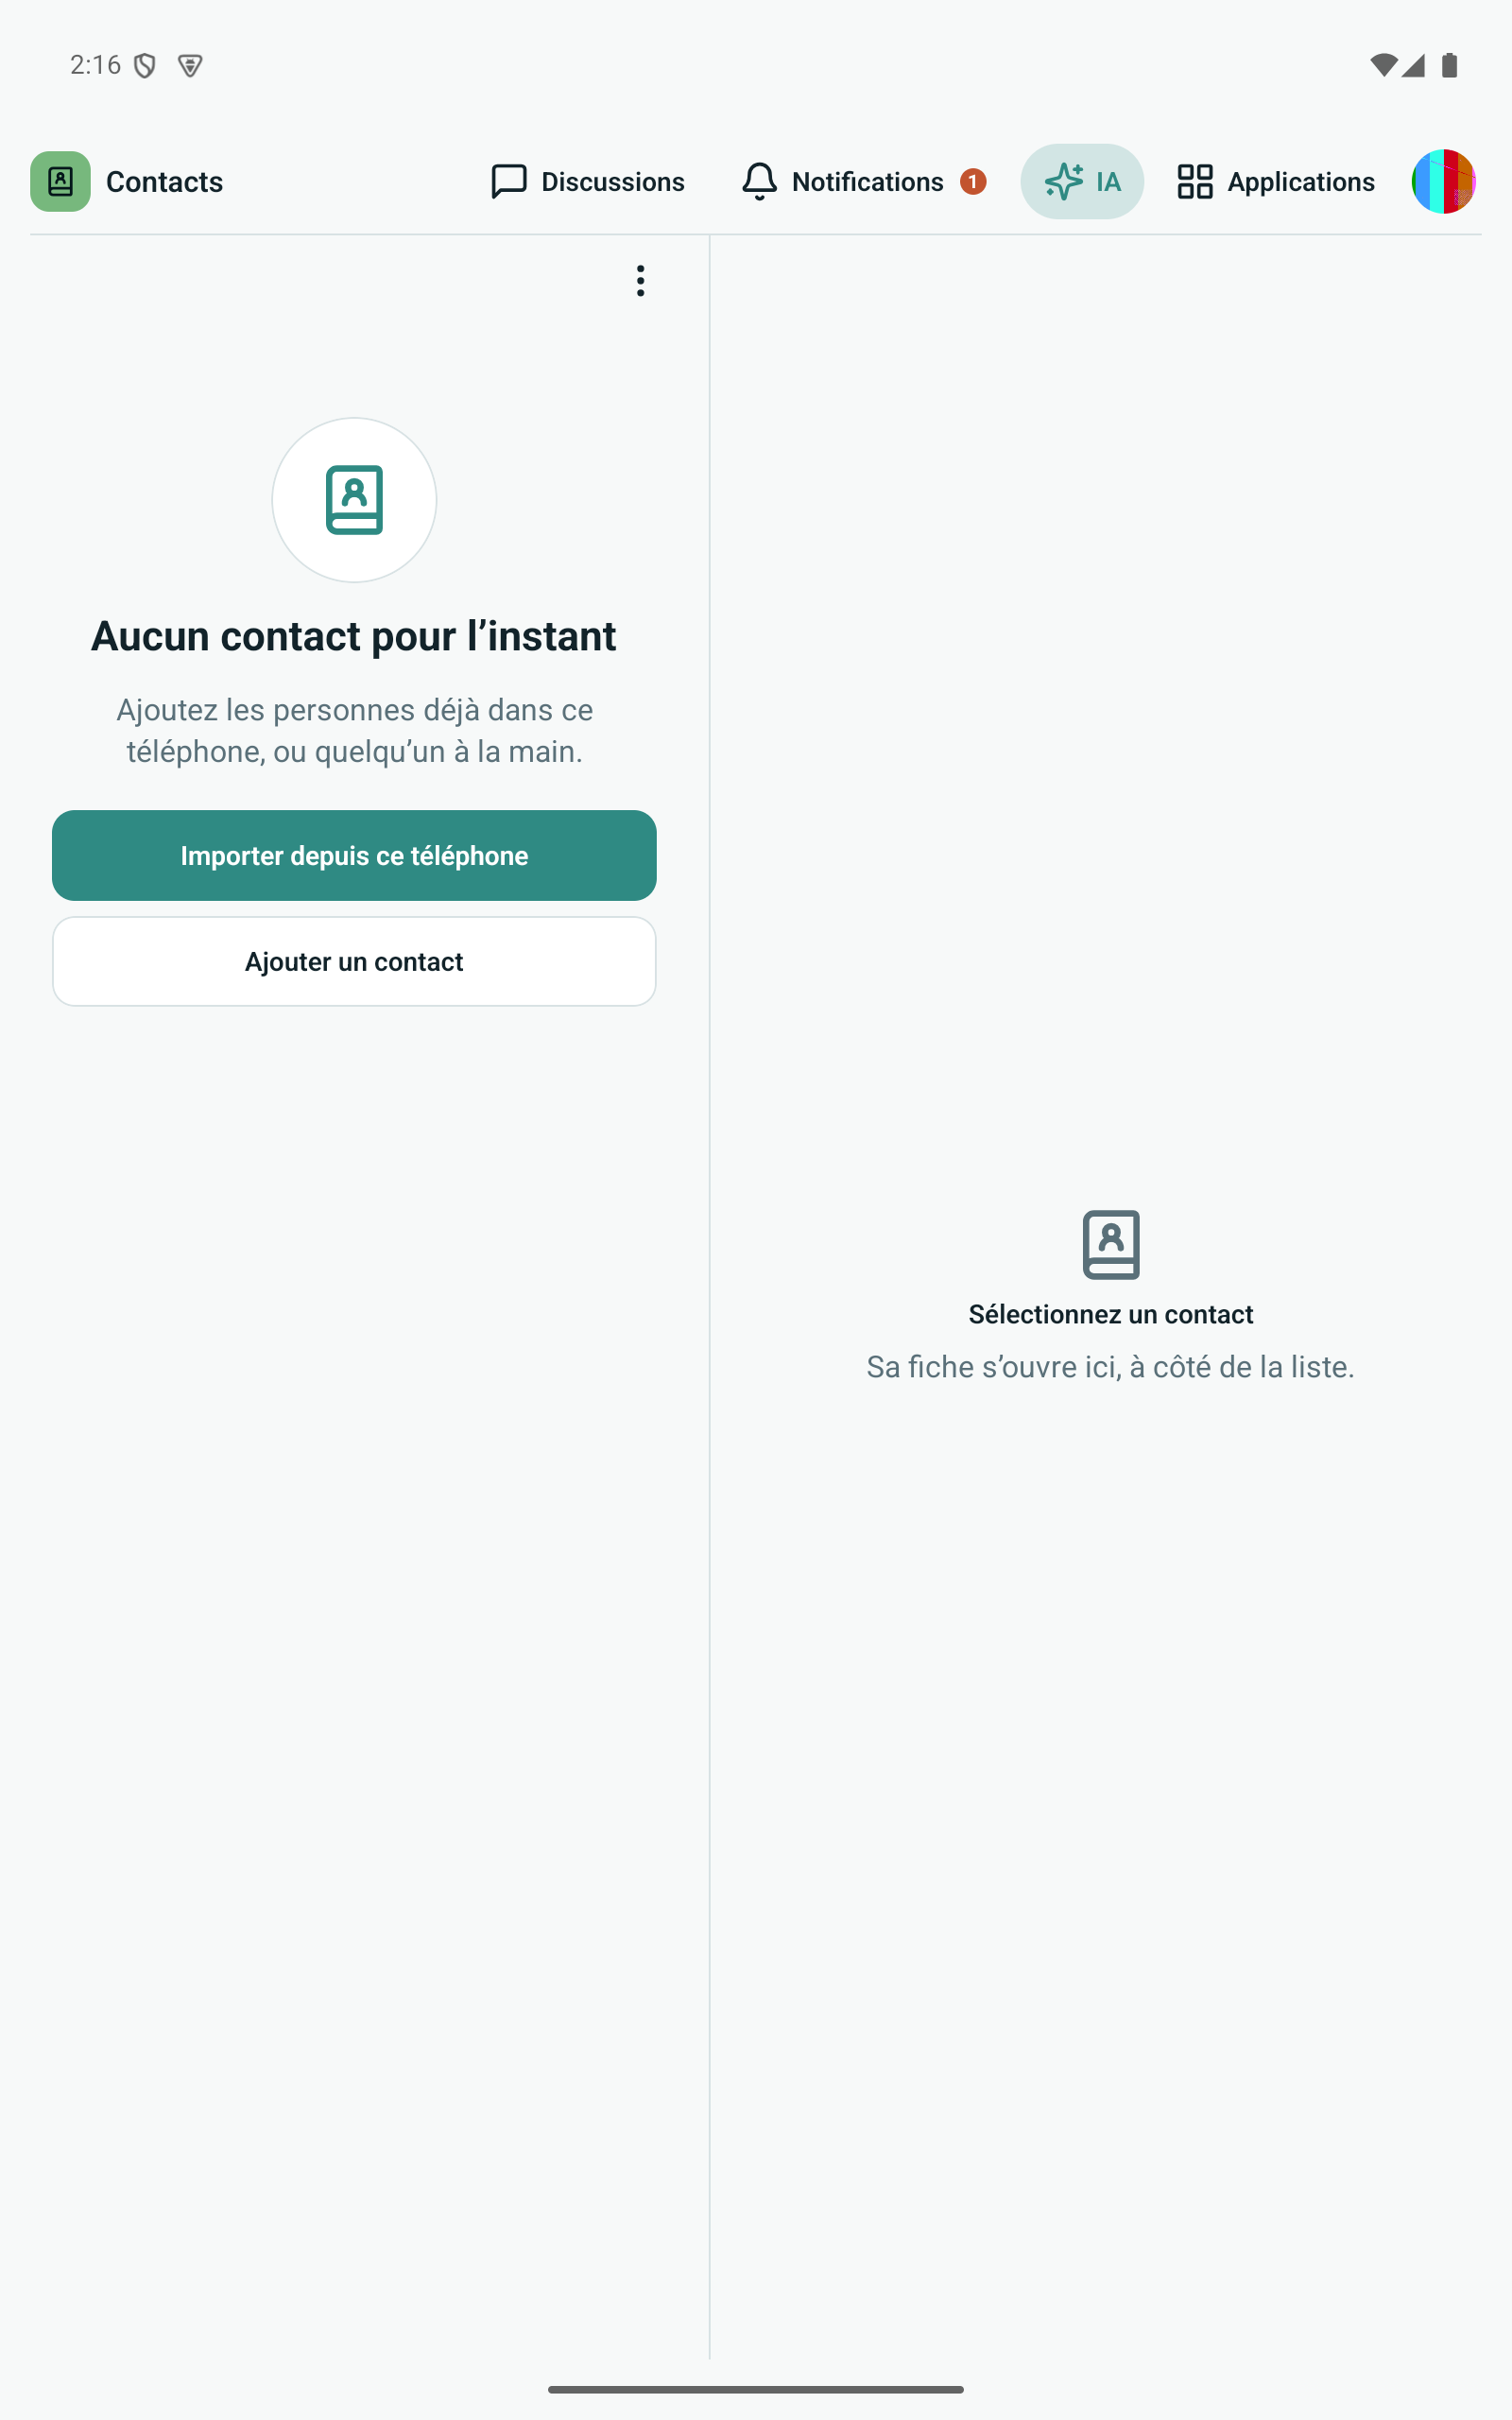 2:16
Contacts
Discussions
Notifications 1
IA
Applications
Aucun contact pour l’instant
Ajoutez les personnes déjà dans ce
téléphone, ou quelqu’un à la main.
Importer depuis ce téléphone
Ajouter un contact
Sélectionnez un contact
Sa fiche s’ouvre ici, à côté de la liste.